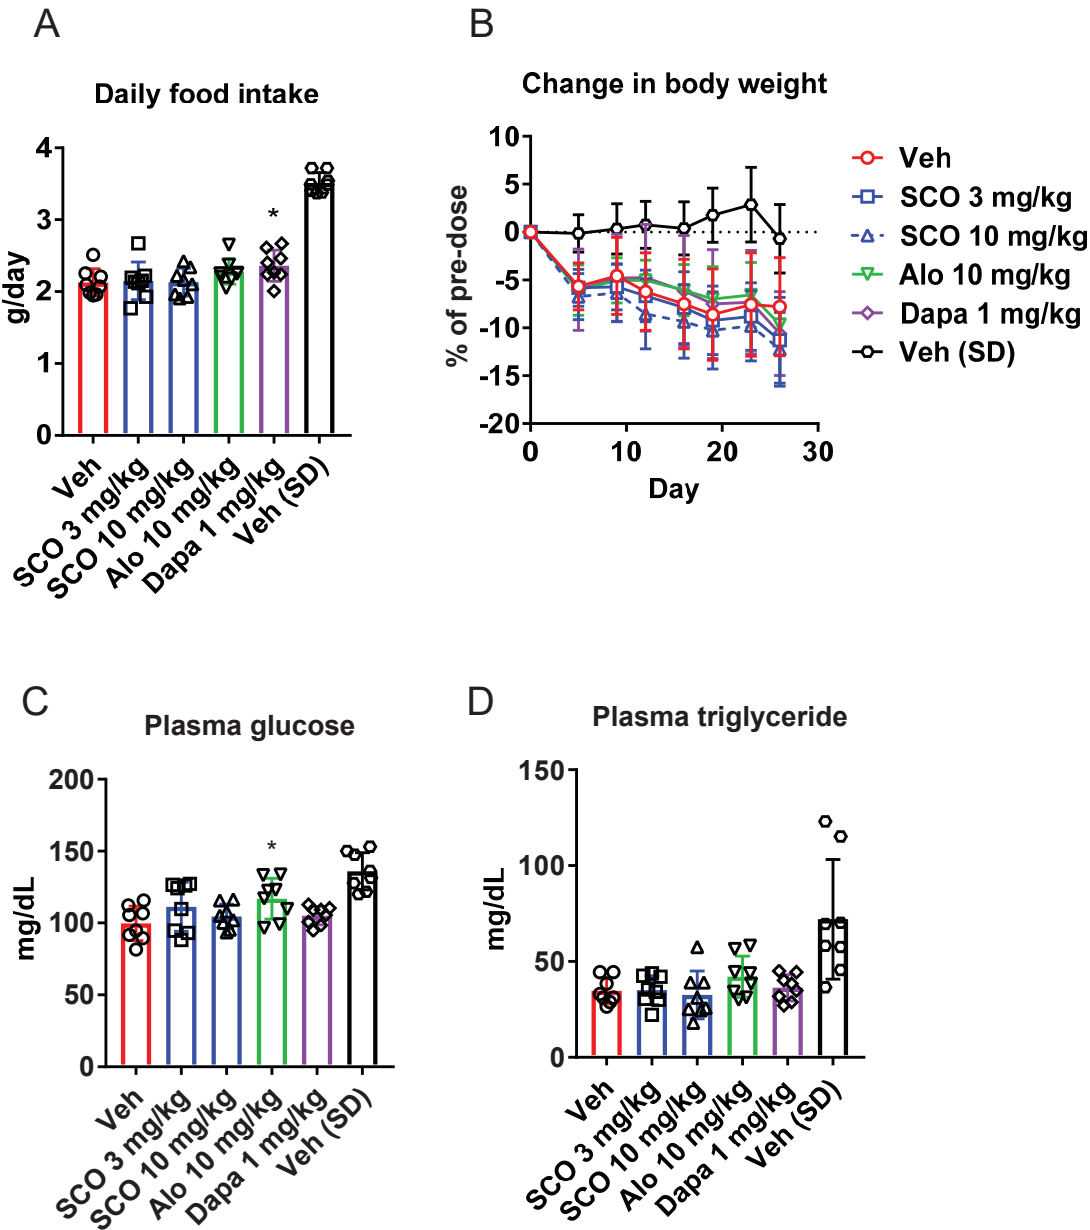 A
Daily food intake
g/day
4
3
2
1
0
*
Veh
SCO 3 mg/kg
SCO 10 mg/kg
Alo 10 mg/kg
Dapa 1 mg/kg
Veh (SD)
B
Change in body weight
% of pre-dose
10
5
0
-5
-10
-15
-20
0
10
20
30
Day
Veh
SCO 3 mg/kg
SCO 10 mg/kg
Alo 10 mg/kg
Dapa 1 mg/kg
Veh (SD)
C
Plasma glucose
mg/dL
200
150
100
50
0
*
Veh
SCO 3 mg/kg
SCO 10 mg/kg
Alo 10 mg/kg
Dapa 1 mg/kg
Veh (SD)
D
Plasma triglyceride
mg/dL
150
100
50
0
Veh
SCO 3 mg/kg
SCO 10 mg/kg
Alo 10 mg/kg
Dapa 1 mg/kg
Veh (SD)